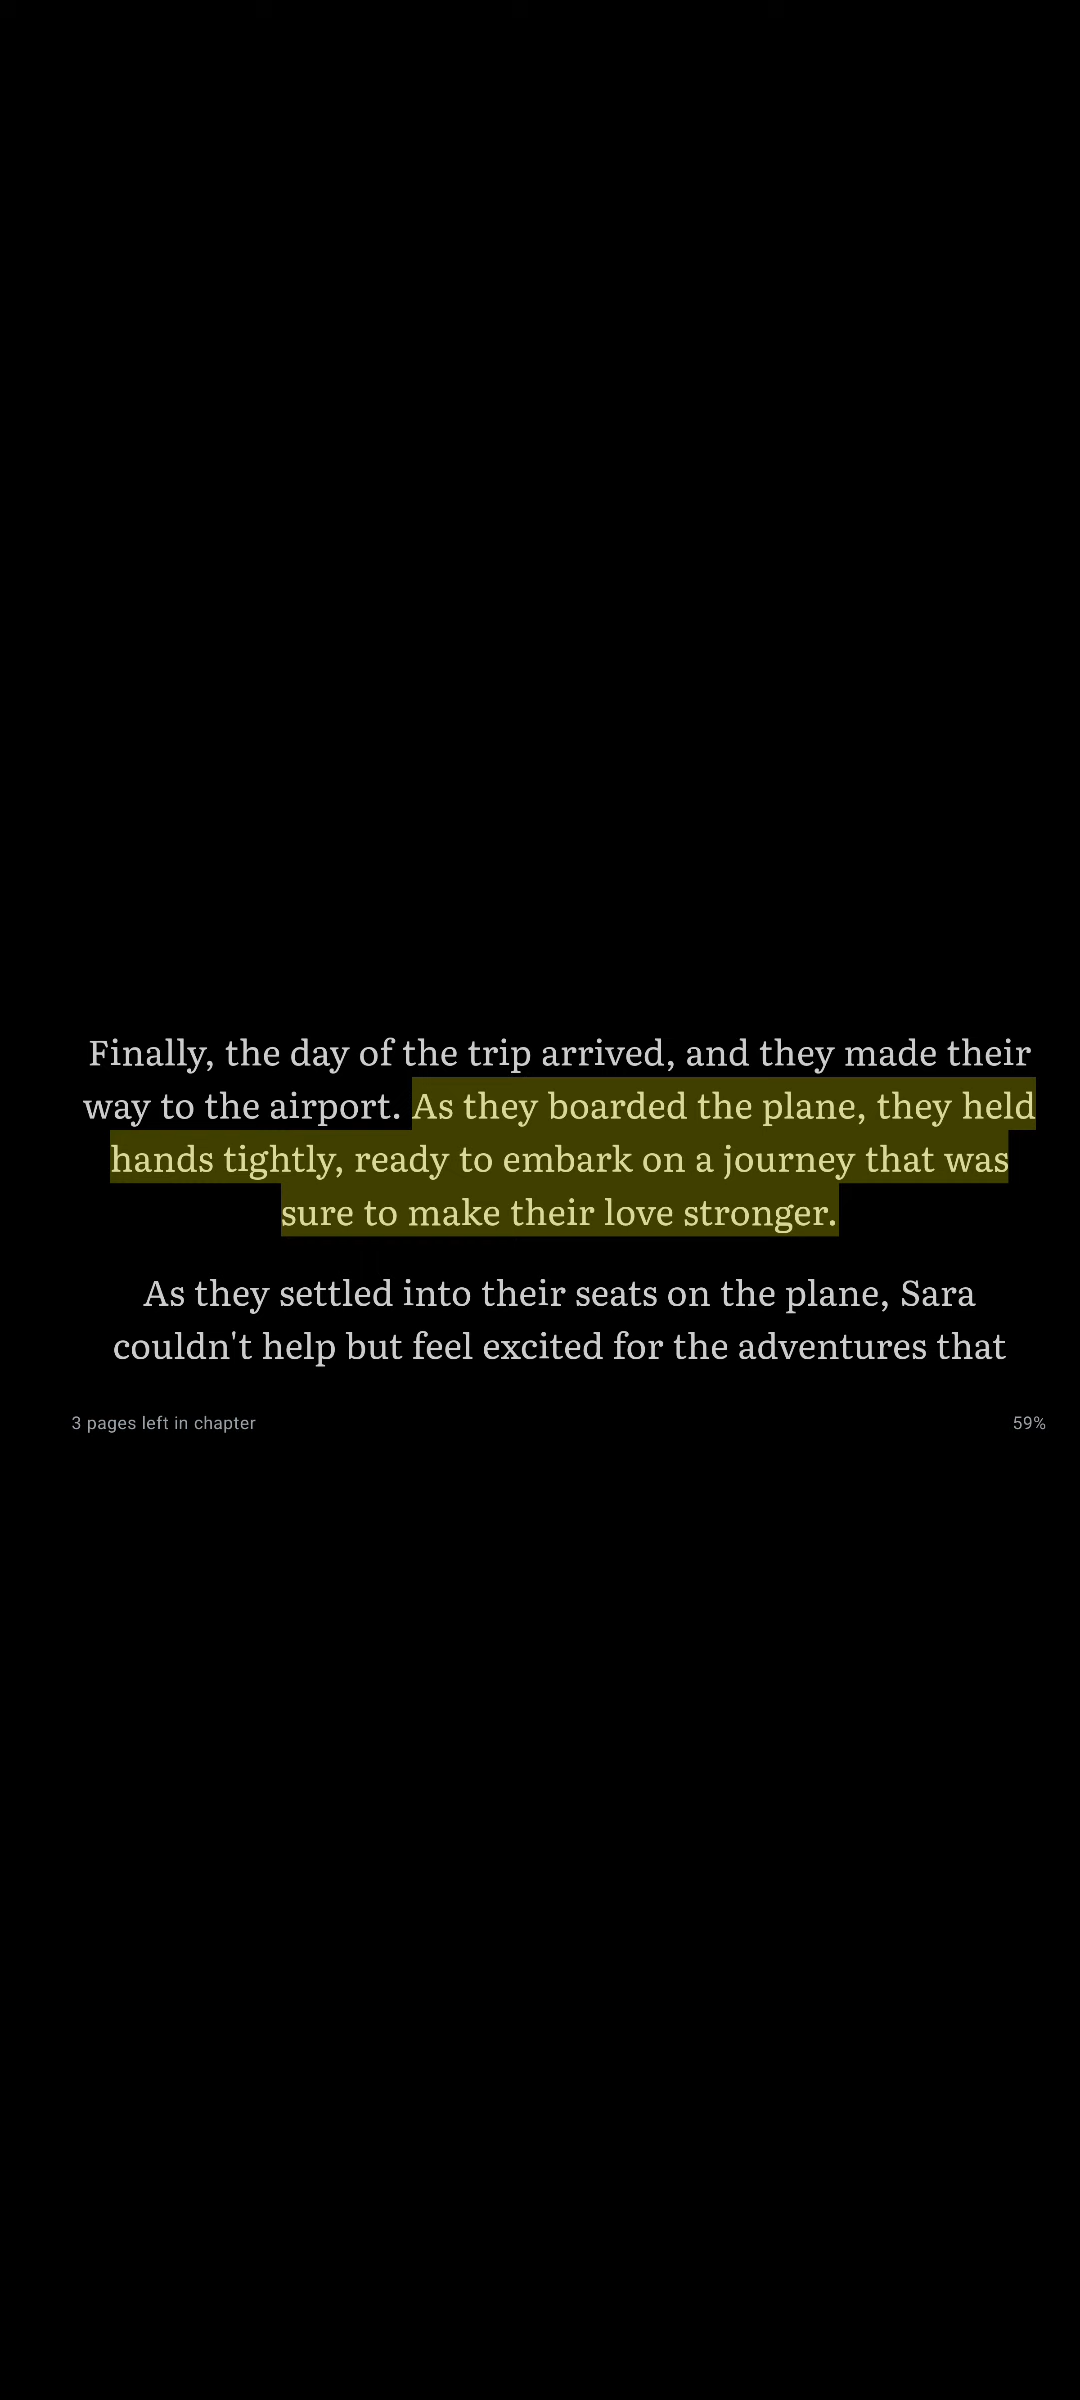 Finally, the day of the trip arrived, and they made their
way to the airport. As they boarded the plane, they held
hands tightly, ready to embark on a journey that was
sure to make their love stronger.
As they settled into their seats on the plane, Sara
couldn't help but feel excited for the adventures that
3 pages left in chapter
59%